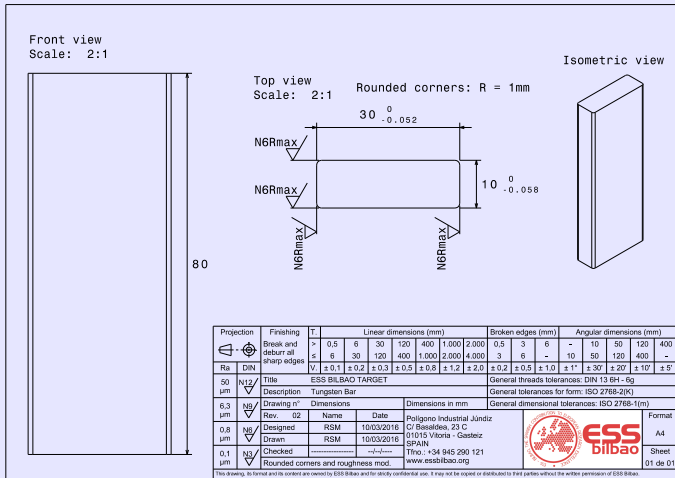 Front view
Scale: 2:1
Isometric view
Top view
Scale: 2:1
Rounded corners: R = 1mm
30 0 -0.052
N6Rmax
N6Rmax
10 0 -0.058
N6Rmax
N6Rmax
80
Projection Finishing T. Linear dimensions (mm) Broken edges (mm) Angular dimensions (mm)
Break and deburr all sharp edges
> 0,5 6 30 120 400 1.000 2.000 0,5 3 6 - 10 50 120 400
≤ 6 30 120 400 1.000 2.000 4.000 3 6 - 10 50 120 400 -
Ra DIN V. ± 0,1 ± 0,2 ± 0,3 ± 0,5 ± 0,8 ± 1,2 ± 2,0 ± 0,2 ± 0,5 ± 1,0 ± 1° ± 30' ± 20' ± 10' ± 5'
50 µm N12 Title ESS BILBAO TARGET General threads tolerances: DIN 13 6H - 6g
Description Tungsten Bar General tolerances for form: ISO 2768-2(K)
6,3 µm N9 Drawing nº Dimensions Dimensions in mm General dimensional tolerances: ISO 2768-1(m)
Rev. 02 Name Date
0,8 µm N6 Designed RSM 10/03/2016
Drawn RSM 10/03/2016
0,1 µm N3 Checked ----------------- --/--/----
Rounded corners and roughness mod.
Polígono Industrial Júndiz
C/ Basaldea, 23 C
01015 Vitoria - Gasteiz
SPAIN
Tfno.: +34 945 290 121
www.essbilbao.org
ESS
bilbao
Format
A4
Sheet
01 de 01
This drawing, its format and its content are owned by ESS Bilbao and for strictly confidential use, it may not be copied or distributed to third parties without the written permission of ESS Bilbao.